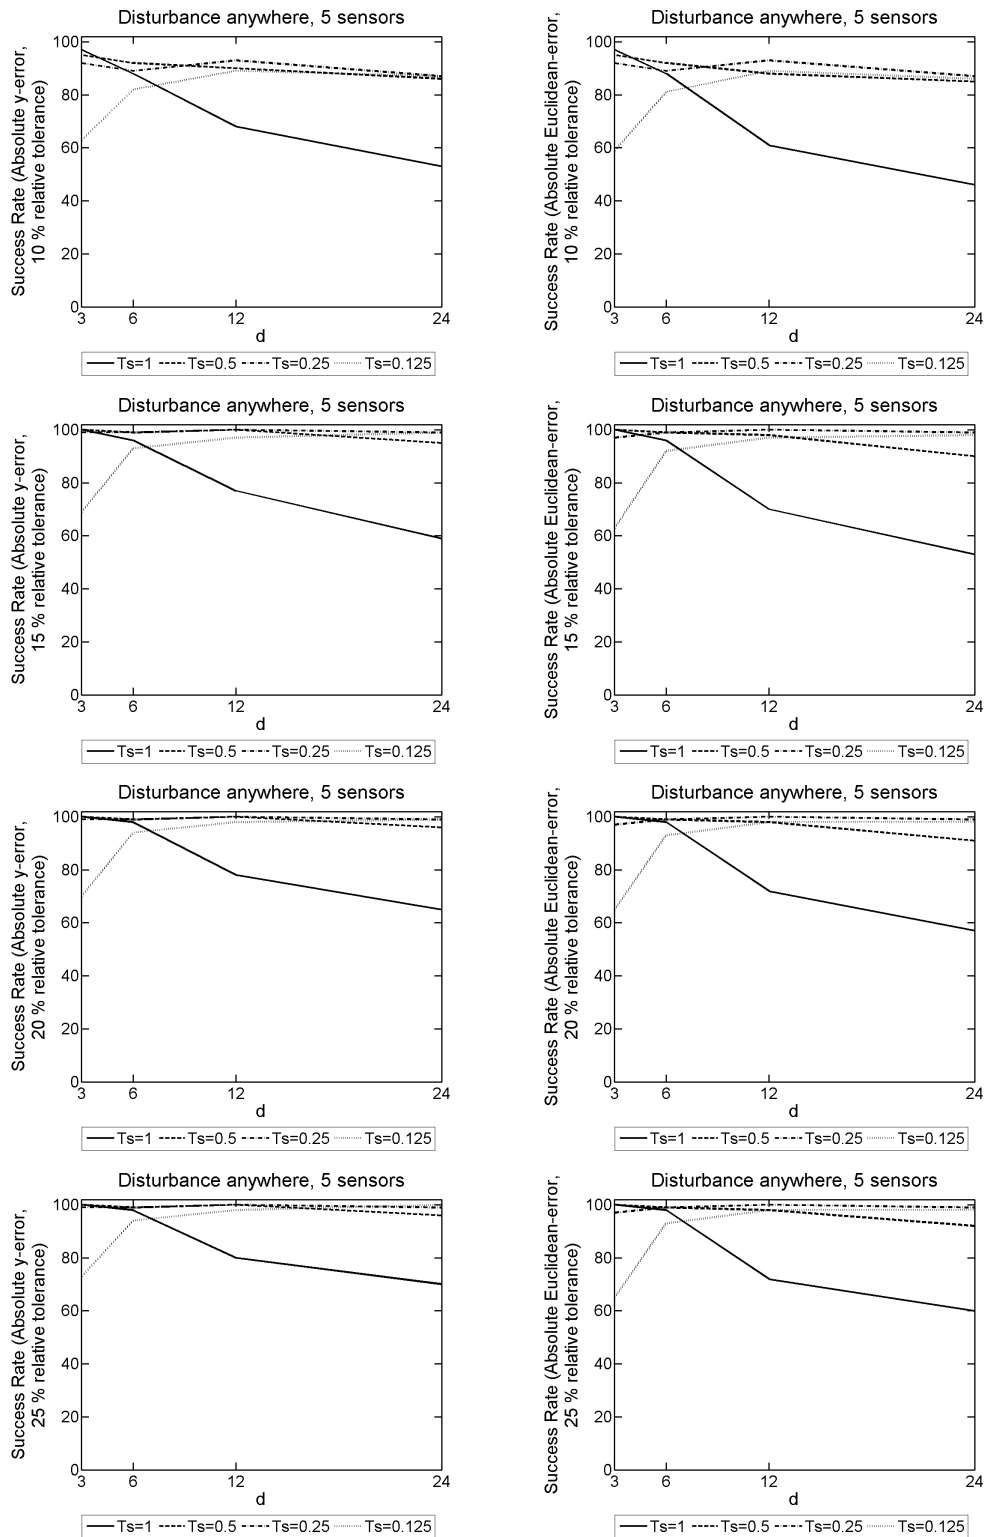 Disturbance anywhere, 5 sensors
Success Rate (Absolute y-error,
10 % relative tolerance)
100
80
60
40
20
0
3 6 12 24
d
Ts=1 Ts=0.5 Ts=0.25 Ts=0.125
Disturbance anywhere, 5 sensors
Success Rate (Absolute Euclidean-error,
10 % relative tolerance)
100
80
60
40
20
0
3 6 12 24
d
Ts=1 Ts=0.5 Ts=0.25 Ts=0.125
Disturbance anywhere, 5 sensors
Success Rate (Absolute y-error,
15 % relative tolerance)
100
80
60
40
20
0
3 6 12 24
d
Ts=1 Ts=0.5 Ts=0.25 Ts=0.125
Disturbance anywhere, 5 sensors
Success Rate (Absolute Euclidean-error,
15 % relative tolerance)
100
80
60
40
20
0
3 6 12 24
d
Ts=1 Ts=0.5 Ts=0.25 Ts=0.125
Disturbance anywhere, 5 sensors
Success Rate (Absolute y-error,
20 % relative tolerance)
100
80
60
40
20
0
3 6 12 24
d
Ts=1 Ts=0.5 Ts=0.25 Ts=0.125
Disturbance anywhere, 5 sensors
Success Rate (Absolute Euclidean-error,
20 % relative tolerance)
100
80
60
40
20
0
3 6 12 24
d
Ts=1 Ts=0.5 Ts=0.25 Ts=0.125
Disturbance anywhere, 5 sensors
Success Rate (Absolute y-error,
25 % relative tolerance)
100
80
60
40
20
0
3 6 12 24
d
Ts=1 Ts=0.5 Ts=0.25 Ts=0.125
Disturbance anywhere, 5 sensors
Success Rate (Absolute Euclidean-error,
25 % relative tolerance)
100
80
60
40
20
0
3 6 12 24
d
Ts=1 Ts=0.5 Ts=0.25 Ts=0.125